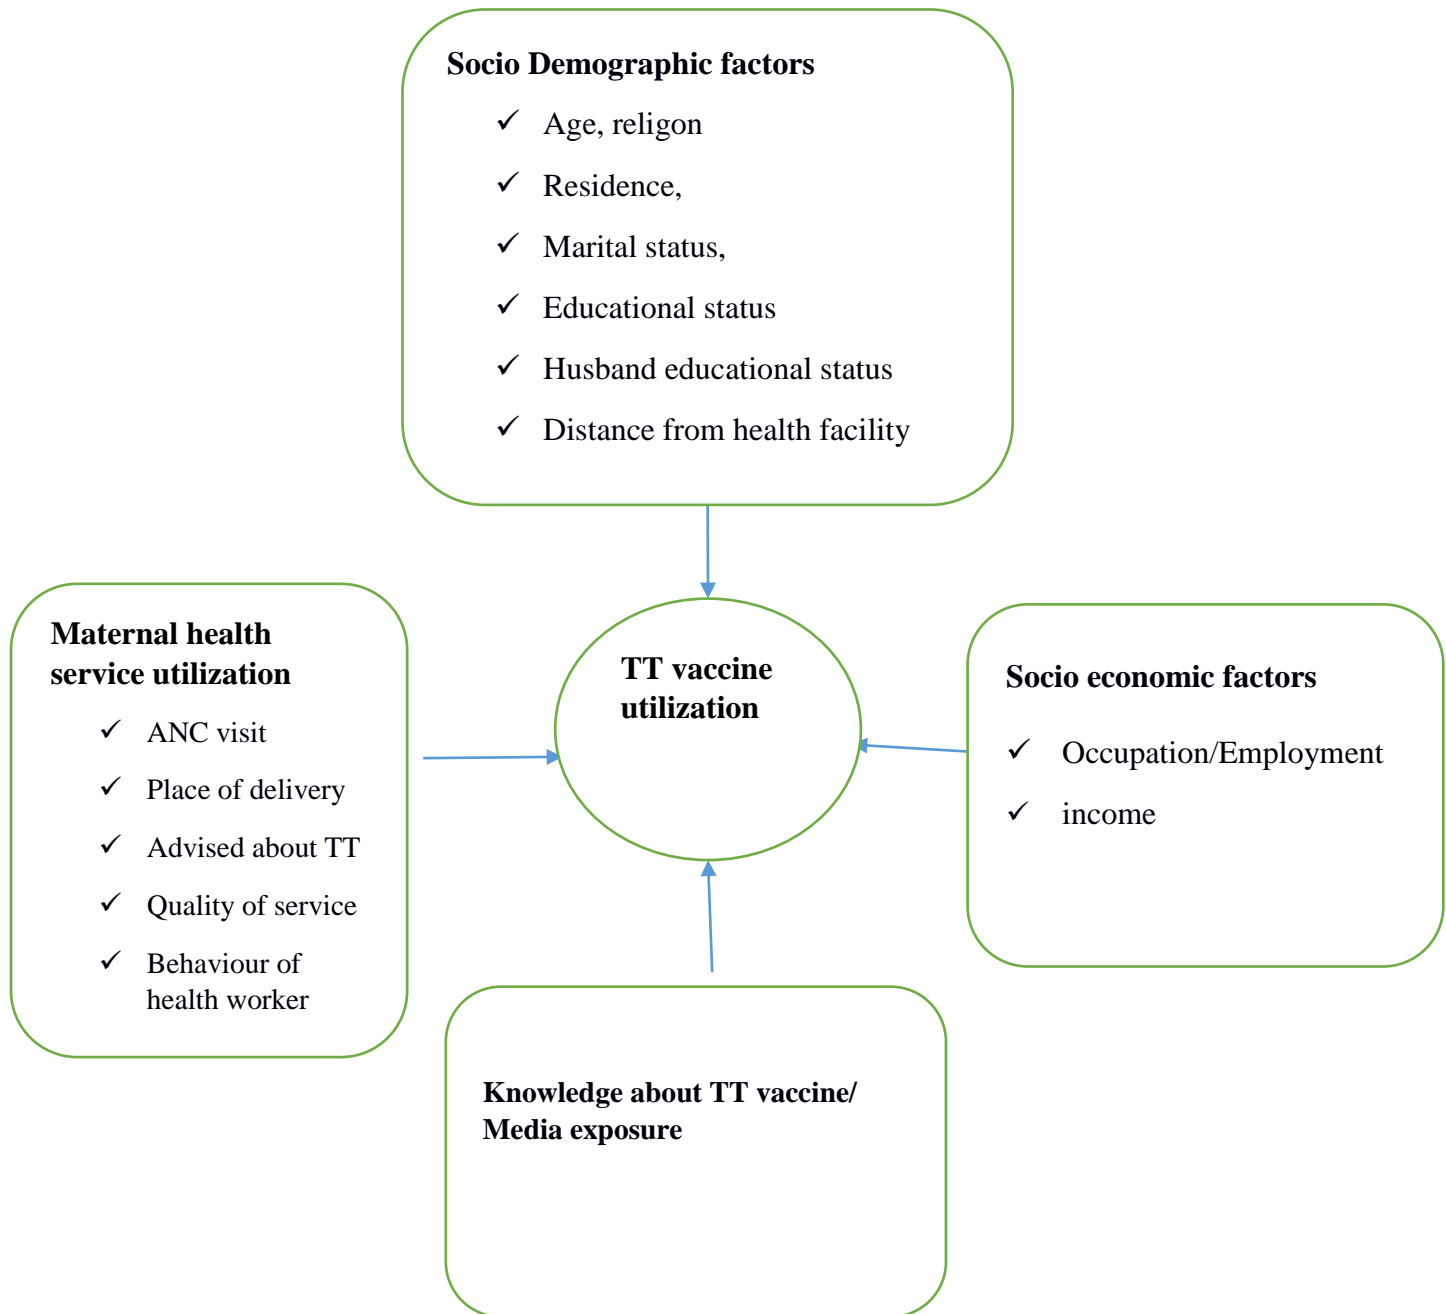 Socio Demographic factors
✓ Age, religon
✓ Residence,
✓ Marital status,
✓ Educational status
✓ Husband educational status
✓ Distance from health facility
Maternal health
service utilization
✓ ANC visit
✓ Place of delivery
✓ Advised about TT
✓ Quality of service
✓ Behaviour of
health worker
TT vaccine
utilization
Socio economic factors
✓ Occupation/Employment
✓ income
Knowledge about TT vaccine/
Media exposure